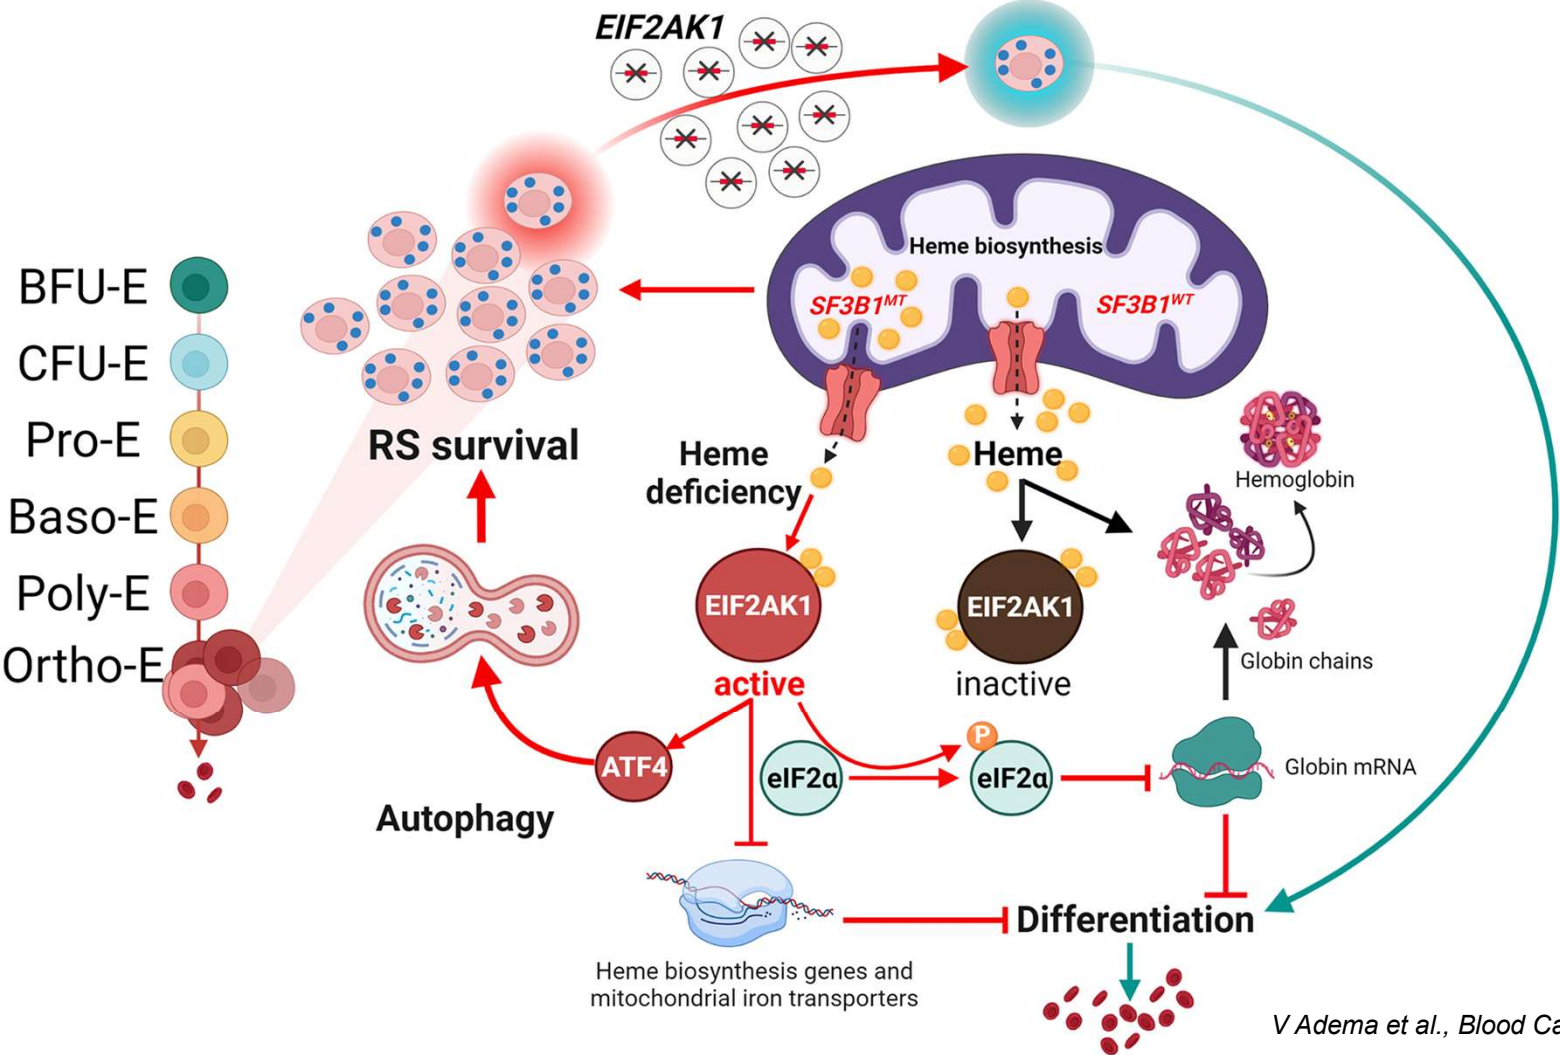 EIF2AK1
BFU-E
CFU-E
Pro-E
Baso-E
Poly-E
Ortho-E
RS survival
Heme biosynthesis
SF3B1MT
SF3B1WT
Heme
deficiency
Heme
Hemoglobin
EIF2AK1
active
EIF2AK1
inactive
Globin chains
ATF4
eIF2α
P
eIF2α
Globin mRNA
Autophagy
Differentiation
Heme biosynthesis genes and
mitochondrial iron transporters
V Adema et al., Blood Ca